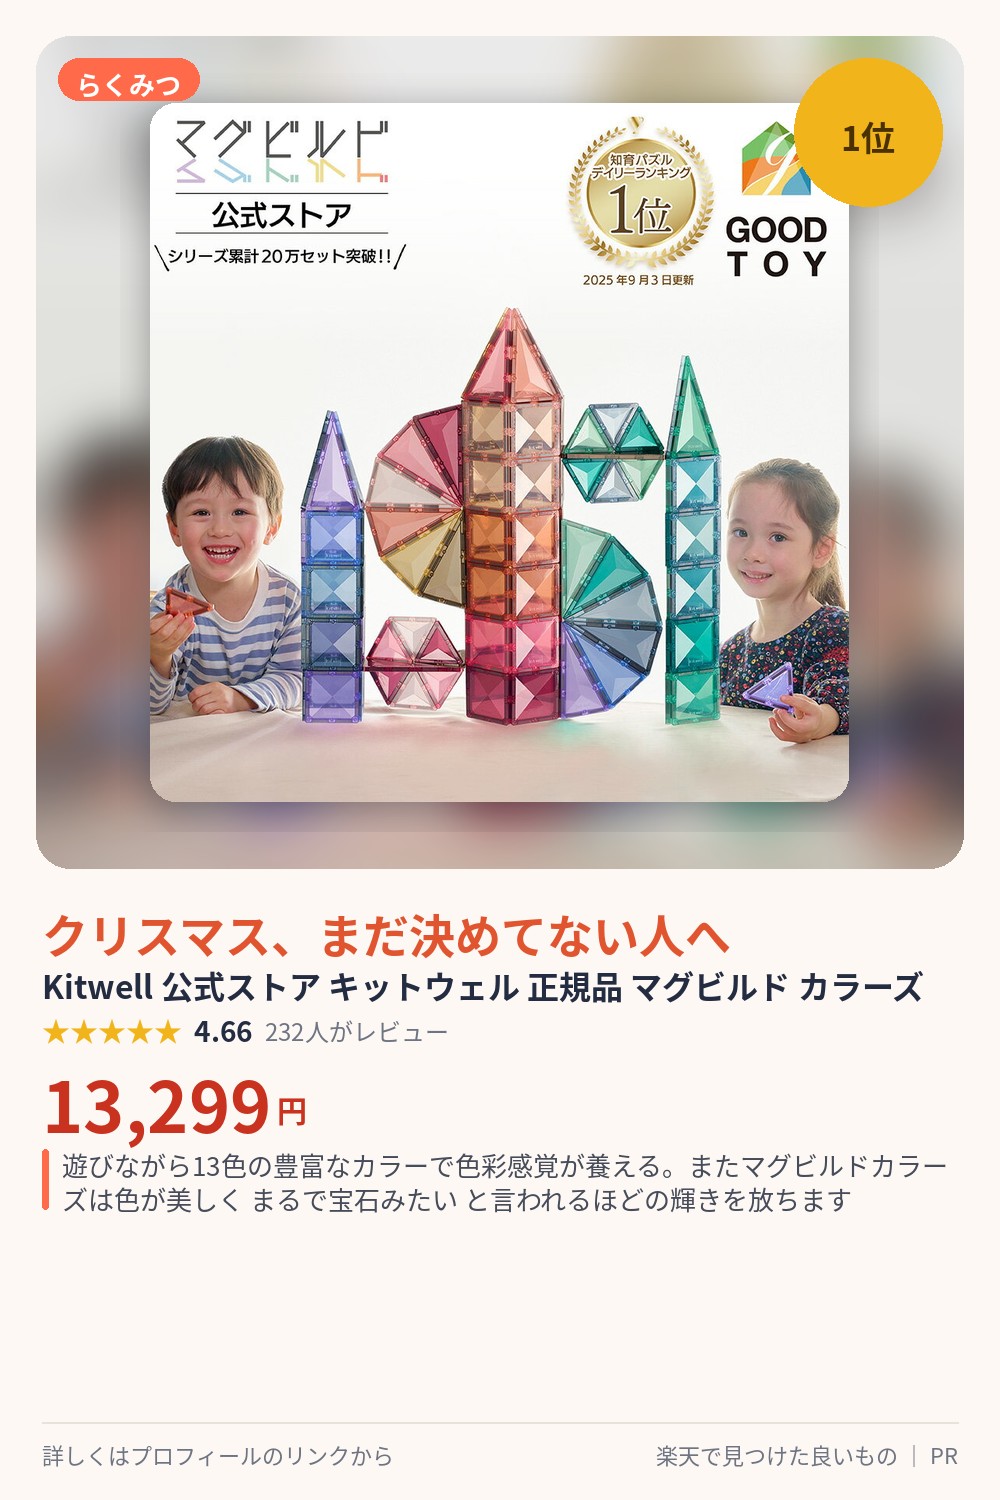 らくみつ
1位
マグビルド
公式ストア
シリーズ累計20万セット突破!!
知育パズル
デイリーランキング
1位
2025年9月3日更新
GOOD
TOY
クリスマス、まだ決めてない人へ
Kitwell 公式ストア キットウェル 正規品 マグビルド カラーズ
★★★★★ 4.66 232人がレビュー
13,299円
遊びながら13色の豊富なカラーで色彩感覚が養える。またマグビルドカラー
ズは色が美しく まるで宝石みたい と言われるほどの輝きを放ちます
詳しくはプロフィールのリンクから
楽天で見つけた良いもの | PR